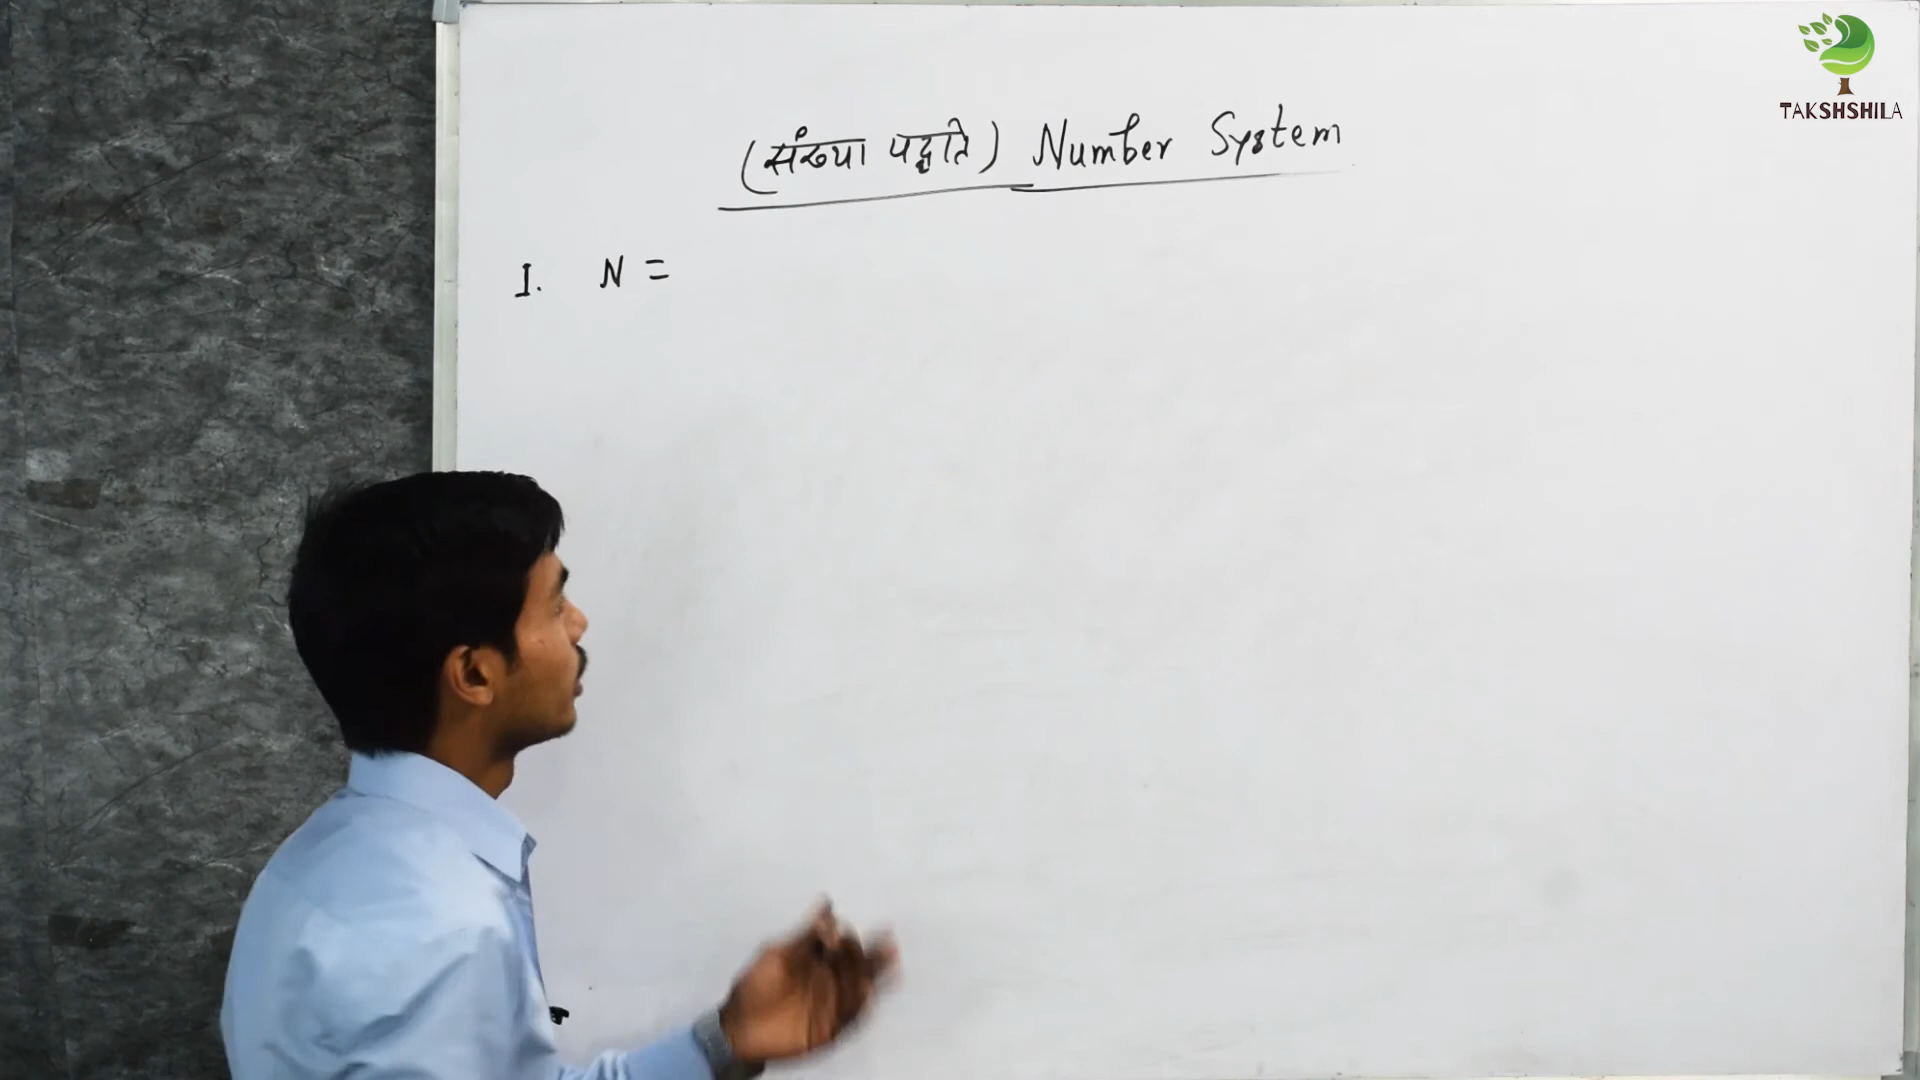 TAKSHSHILA
(संख्या पद्धति) Number System
I. N =